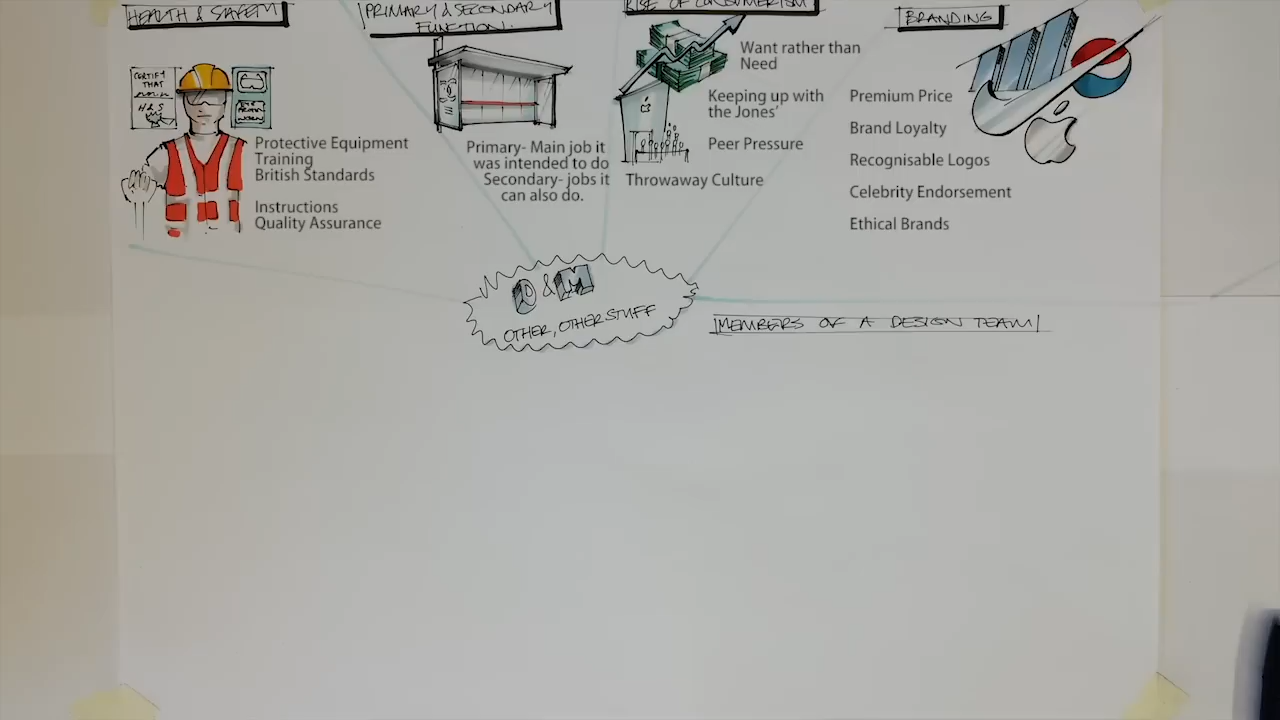 HEALTH & SAFETY
PRIMARY & SECONDARY
FUNCTION.
RISE OF CONSUMERISM
BRANDING
CERTIFY
THAT
H&S
Protective Equipment
Training
British Standards
Instructions
Quality Assurance
Primary- Main job it
was intended to do
Secondary- jobs it
can also do.
Want rather than
Need
Keeping up with
the Jones'
Peer Pressure
Throwaway Culture
Premium Price
Brand Loyalty
Recognisable Logos
Celebrity Endorsement
Ethical Brands
D & M
OTHER, OTHER STUFF
MEMBERS OF A DESIGN TEAM